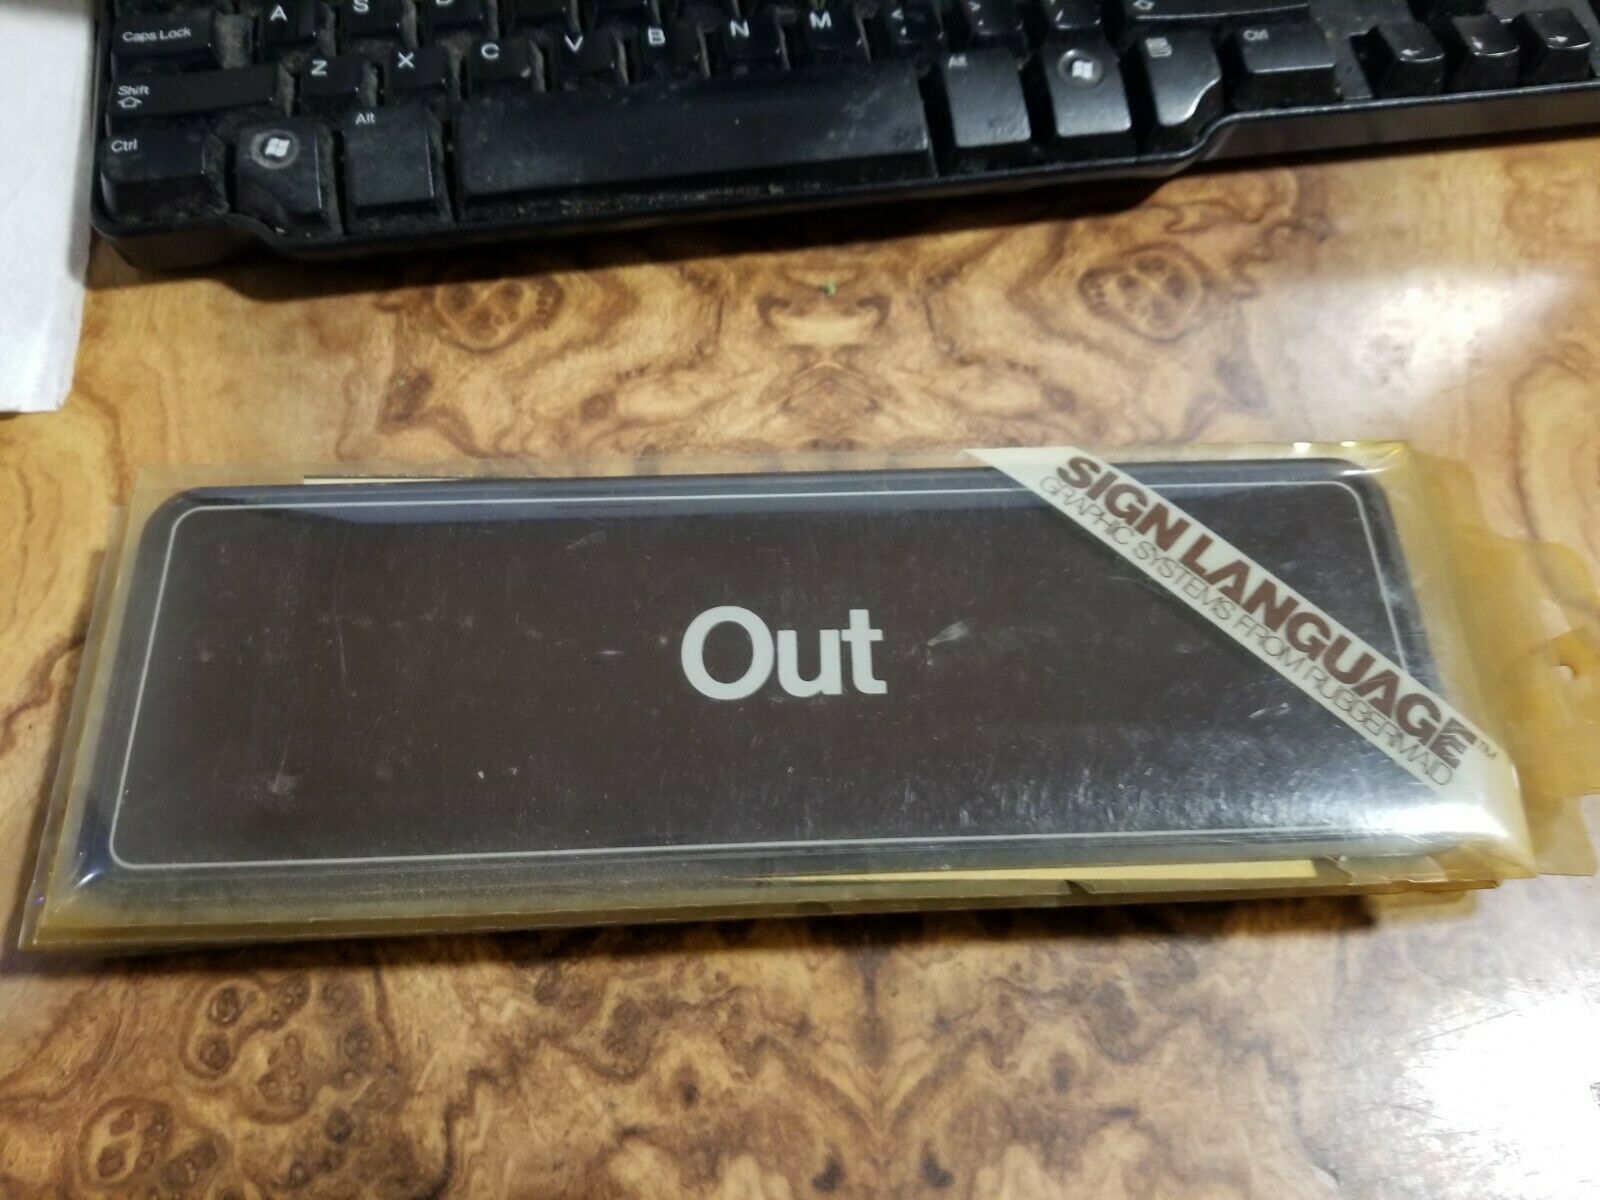 Caps Lock A S D
Shift Z X C V B N M < >
Ctrl Alt Alt Ctrl
Out
SIGN LANGUAGE™
GRAPHIC SYSTEMS FROM RUBBERMAID